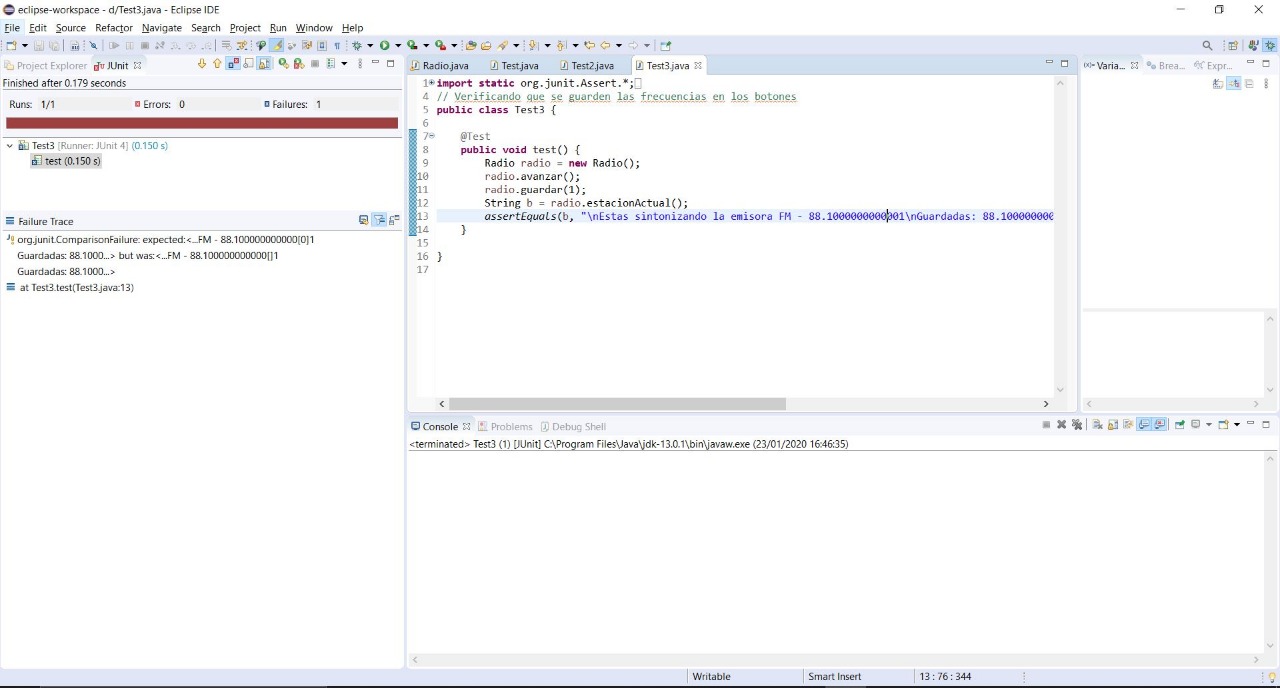 eclipse-workspace - d/Test3.java - Eclipse IDE
File Edit Source Refactor Navigate Search Project Run Window Help
Project Explorer JUnit
Finished after 0.179 seconds
Runs: 1/1 Errors: 0 Failures: 1
Test3 [Runner: JUnit 4] (0.150 s)
test (0.150 s)
Failure Trace
org.junit.ComparisonFailure: expected:<...FM - 88.100000000000[0]1
Guardadas: 88.1000...> but was:<...FM - 88.100000000000[]1
Guardadas: 88.1000...>
at Test3.test(Test3.java:13)
Radio.java Test.java Test2.java Test3.java
1 import static org.junit.Assert.*;
4 // Verificando que se guarden las frecuencias en los botones
5 public class Test3 {
6
7 @Test
8 public void test() {
9 Radio radio = new Radio();
10 radio.avanzar();
11 radio.guardar(1);
12 String b = radio.estacionActual();
13 assertEquals(b, "\nEstas sintonizando la emisora FM - 88.1000000000001\nGuardadas: 88.100000000
14 }
15
16 }
17
Varia... Brea... Expr...
Console Problems Debug Shell
<terminated> Test3 (1) [JUnit] C:\Program Files\Java\jdk-13.0.1\bin\javaw.exe (23/01/2020 16:46:35)
Writable Smart Insert 13 : 76 : 344